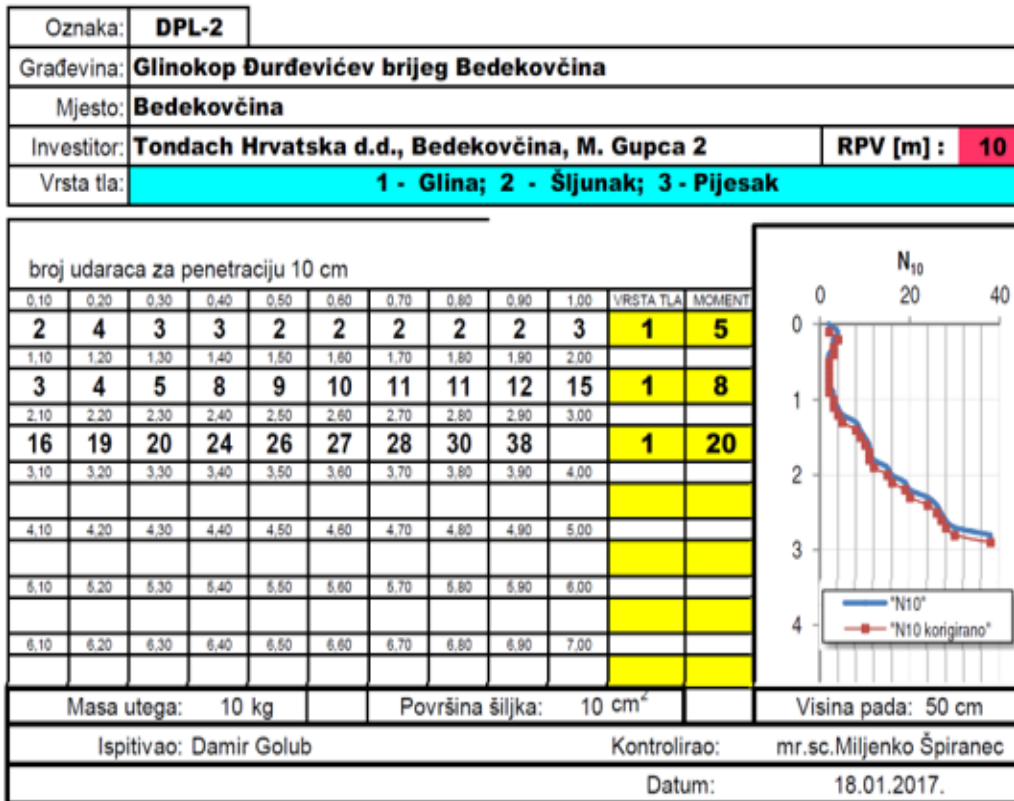 Oznaka: DPL-2
Građevina: Glinokop Đurđevićev brijeg Bedekovčina
Mjesto: Bedekovčina
Investitor: Tondach Hrvatska d.d., Bedekovčina, M. Gupca 2 RPV [m] : 10
Vrsta tla: 1 - Glina; 2 - Šljunak; 3 - Pijesak
broj udaraca za penetraciju 10 cm
0,10 0,20 0,30 0,40 0,50 0,60 0,70 0,80 0,90 1,00 VRSTA TLA MOMENT
2 4 3 3 2 2 2 2 2 3 1 5
1,10 1,20 1,30 1,40 1,50 1,60 1,70 1,80 1,90 2,00
3 4 5 8 9 10 11 11 12 15 1 8
2,10 2,20 2,30 2,40 2,50 2,60 2,70 2,80 2,90 3,00
16 19 20 24 26 27 28 30 38 1 20
3,10 3,20 3,30 3,40 3,50 3,60 3,70 3,80 3,90 4,00
4,10 4,20 4,30 4,40 4,50 4,60 4,70 4,80 4,90 5,00
5,10 5,20 5,30 5,40 5,50 5,60 5,70 5,80 5,90 6,00
6,10 6,20 6,30 6,40 6,50 6,60 6,70 6,80 6,90 7,00
N10
0 20 40
0
1
2
3
4
"N10"
"N10 korigirano"
Masa utega: 10 kg Površina šiljka: 10 cm² Visina pada: 50 cm
Ispitivao: Damir Golub Kontrolirao: mr.sc.Miljenko Špiranec
Datum: 18.01.2017.